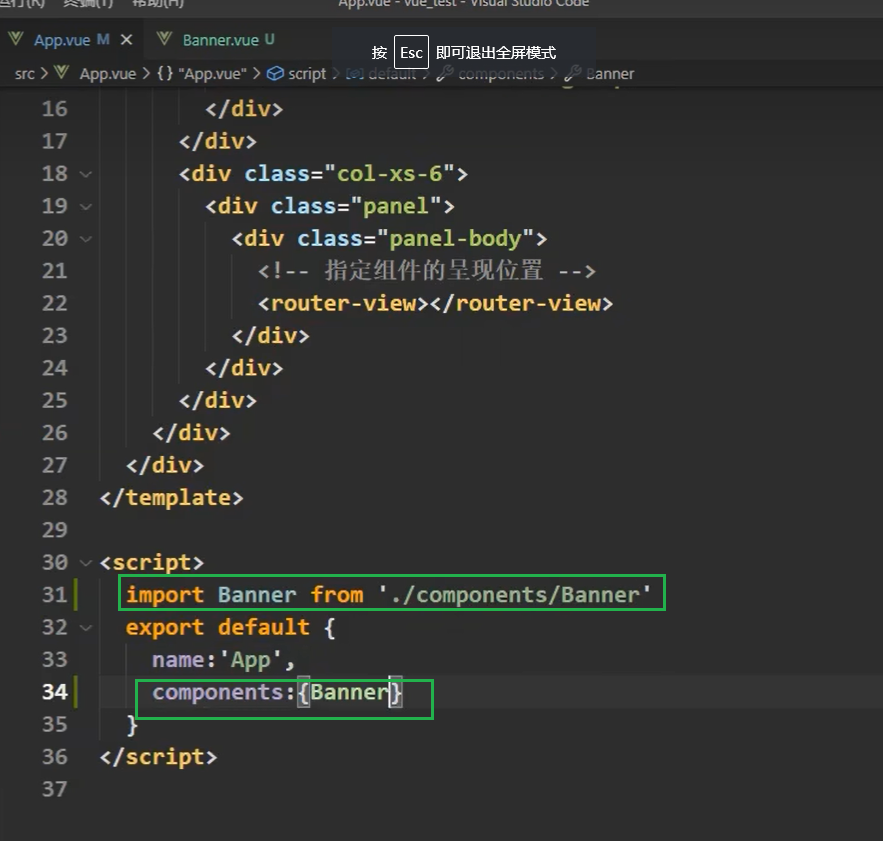 运行(R) 终端(T) 帮助(H) App.vue - vue_test - Visual Studio Code
App.vue M Banner.vue U
按 Esc 即可退出全屏模式
src App.vue {} "App.vue" script default components Banner
16 </div>
17 </div>
18 <div class="col-xs-6">
19 <div class="panel">
20 <div class="panel-body">
21 <!-- 指定组件的呈现位置 -->
22 <router-view></router-view>
23 </div>
24 </div>
25 </div>
26 </div>
27 </div>
28 </template>
29
30 <script>
31 import Banner from './components/Banner'
32 export default {
33 name:'App',
34 components:{Banner}
35 }
36 </script>
37